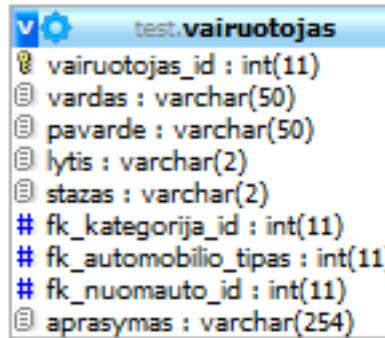 v test.vairuotojas
vairuotojas_id : int(11)
vardas : varchar(50)
pavarde : varchar(50)
lytis : varchar(2)
stazas : varchar(2)
# fk_kategorija_id : int(11)
# fk_automobilio_tipas : int(11)
# fk_nuomauto_id : int(11)
aprasymas : varchar(254)